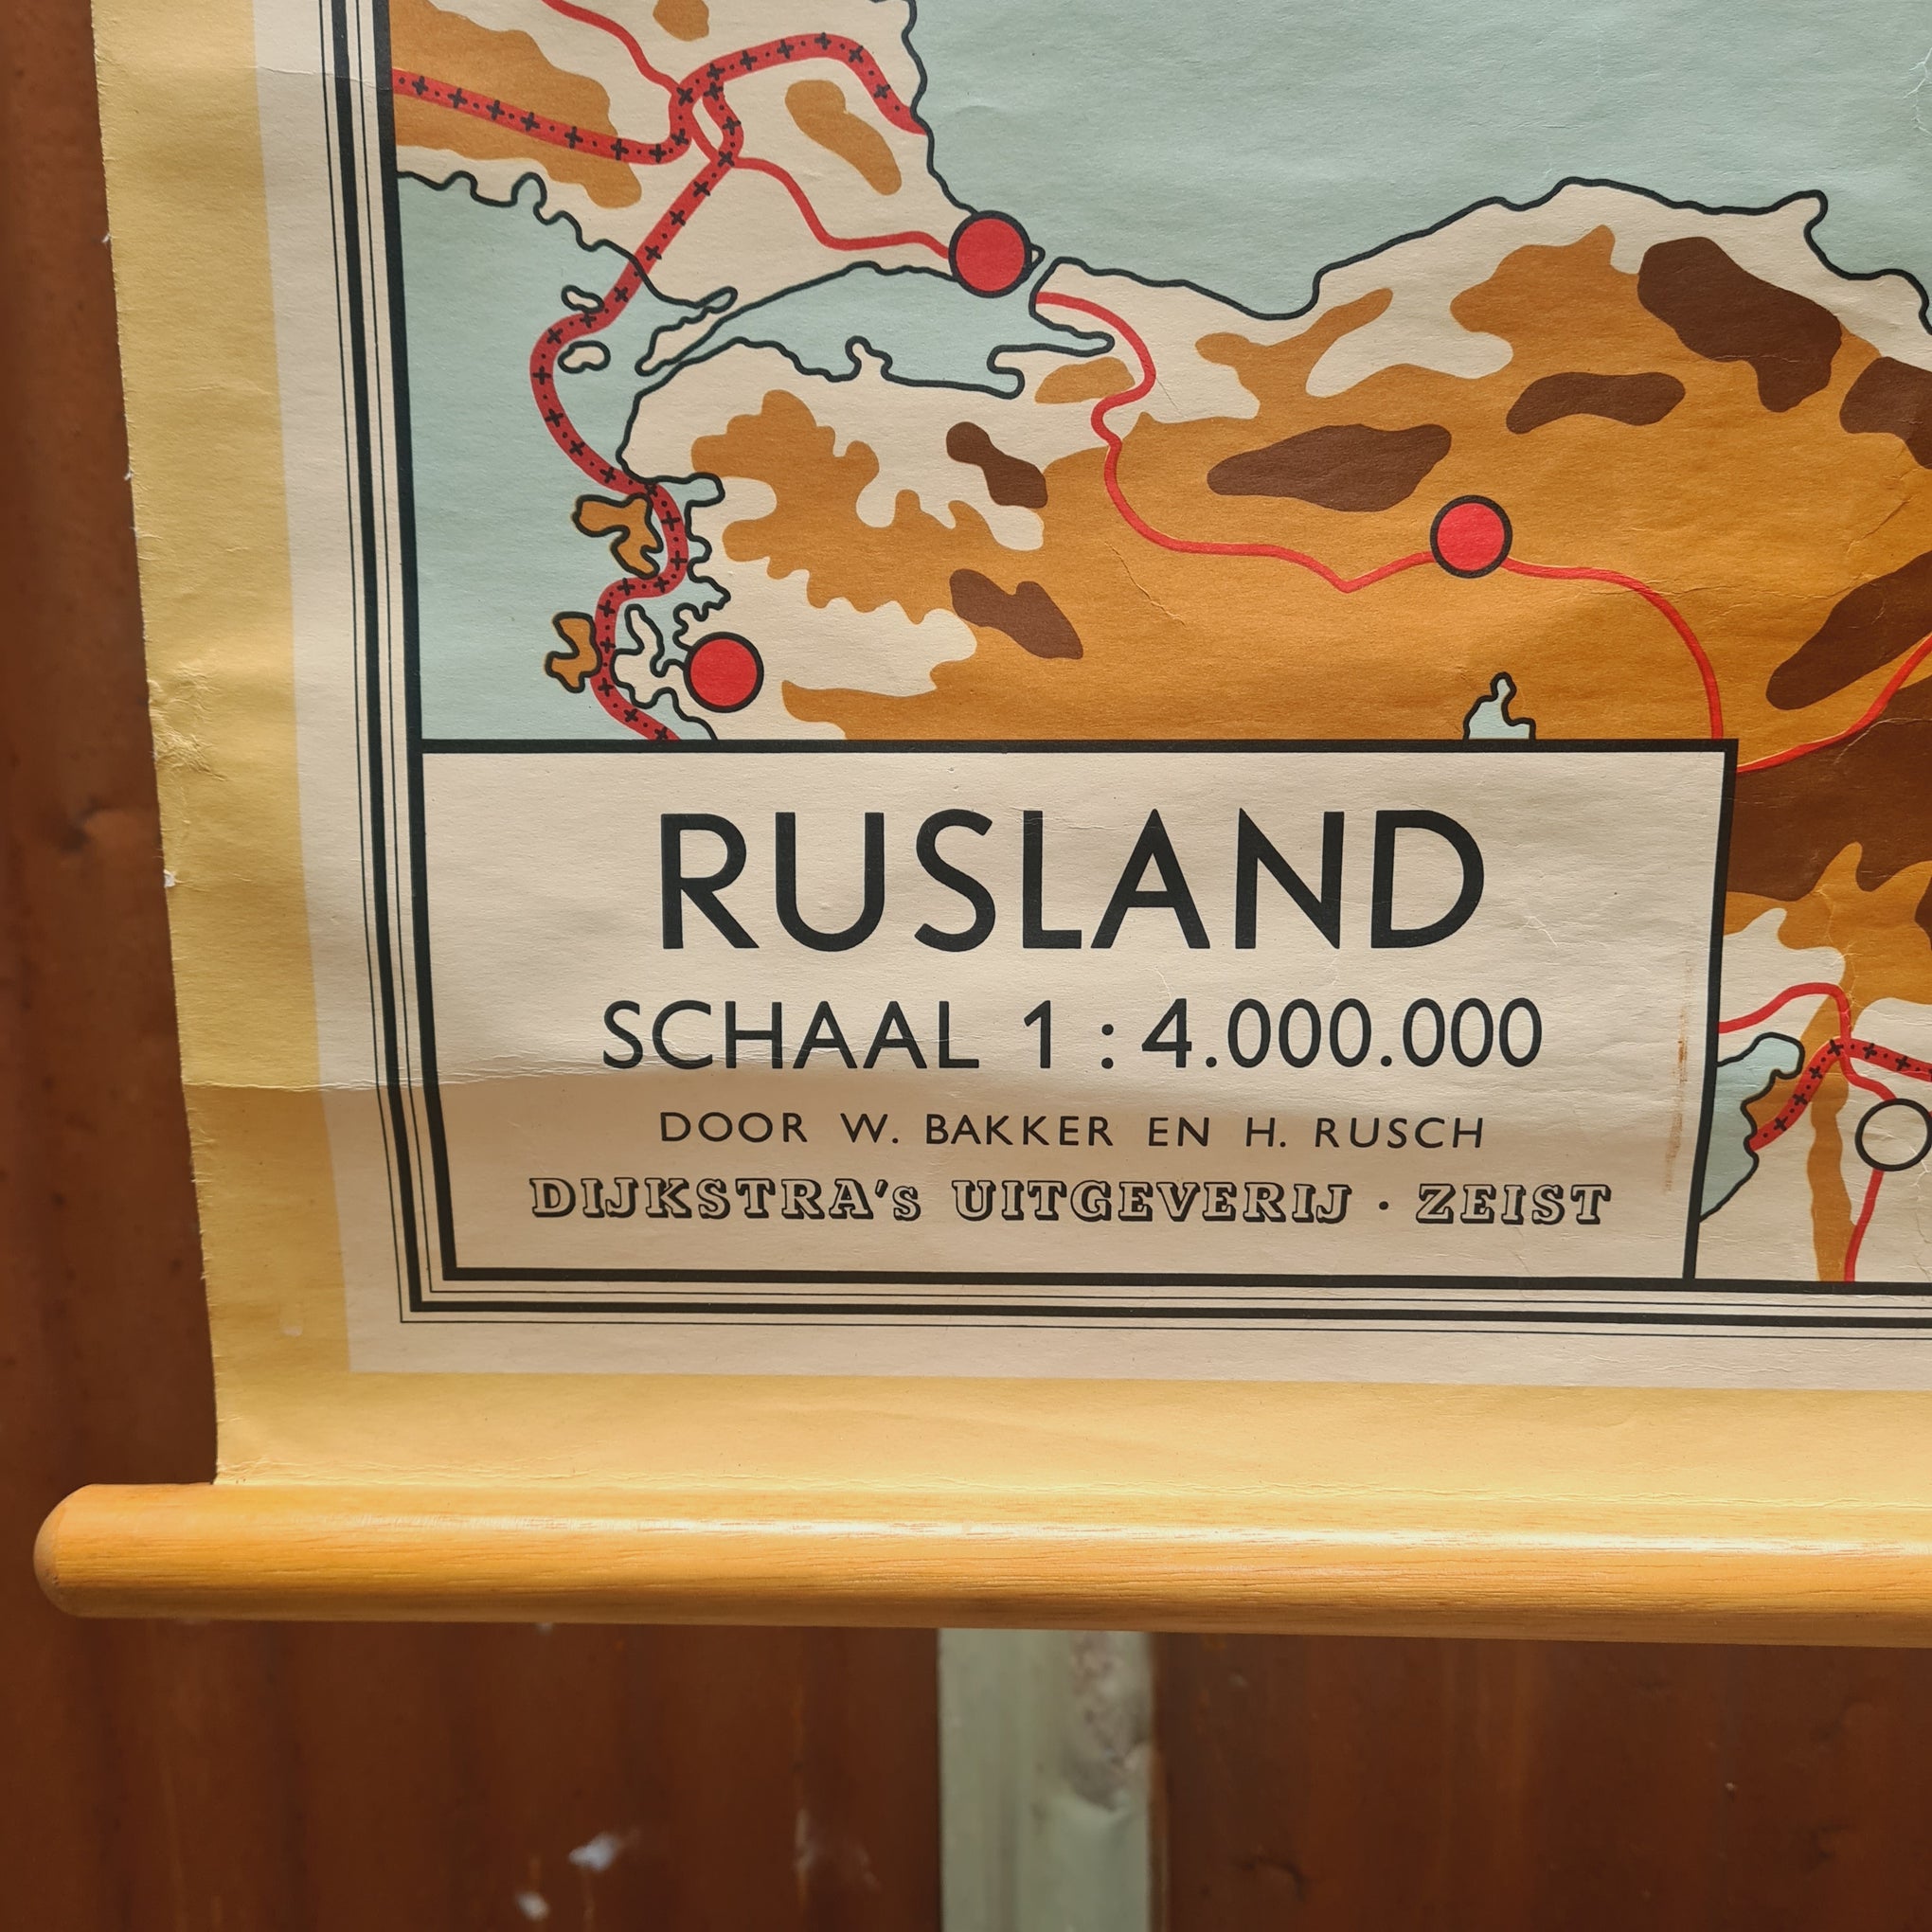 RUSLAND
SCHAAL 1 : 4.000.000
DOOR W. BAKKER EN H. RUSCH
DIJKSTRA's UITGEVERIJ · ZEIST